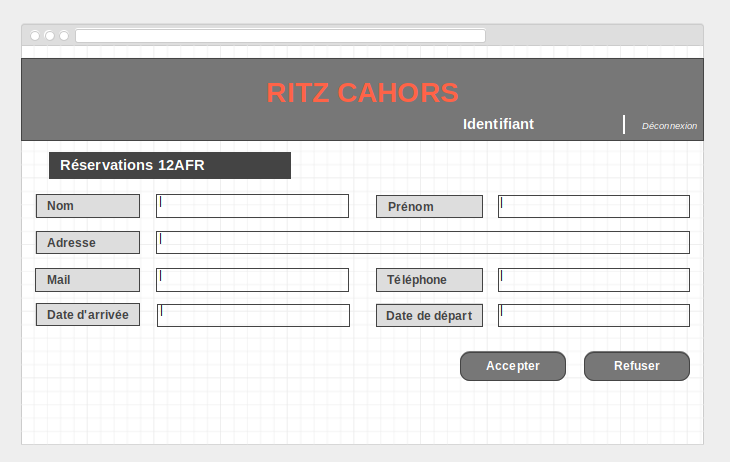 RITZ CAHORS
Identifiant
Déconnexion
Réservations 12AFR
Nom
Prénom
Adresse
Mail
Téléphone
Date d'arrivée
Date de départ
Accepter
Refuser